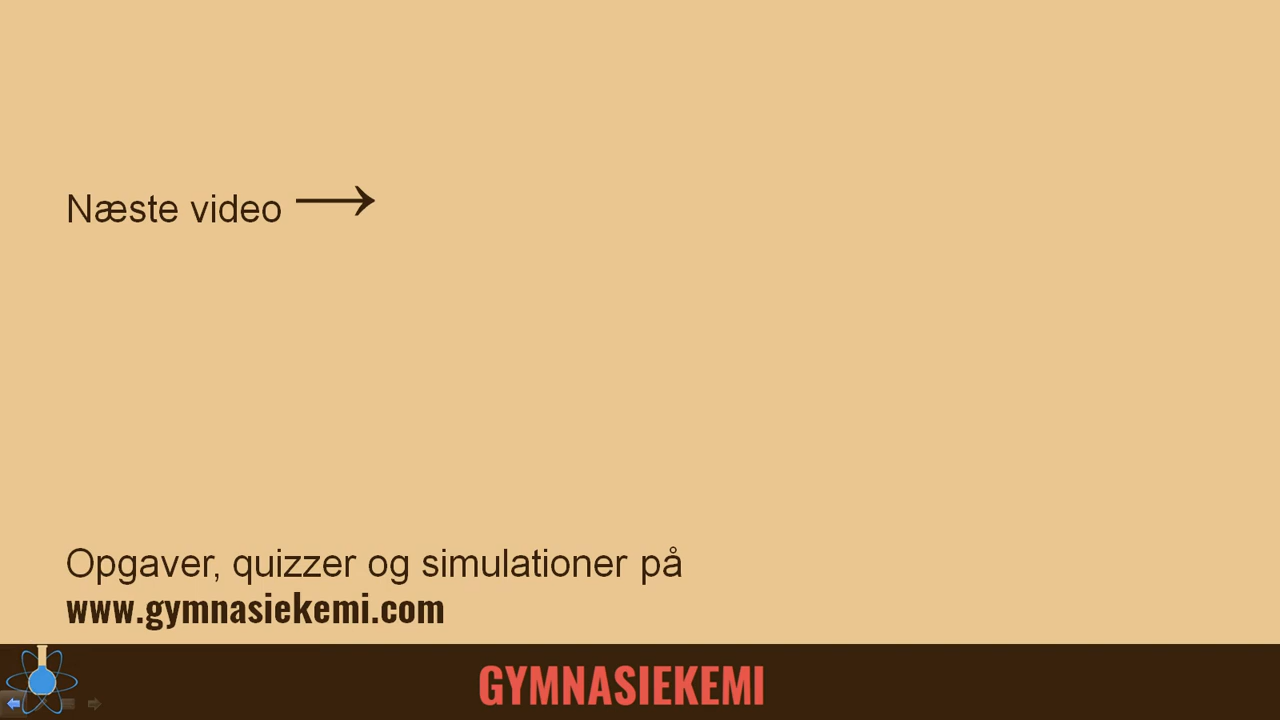 Næste video →
Opgaver, quizzer og simulationer på
www.gymnasiekemi.com
GYMNASIEKEMI